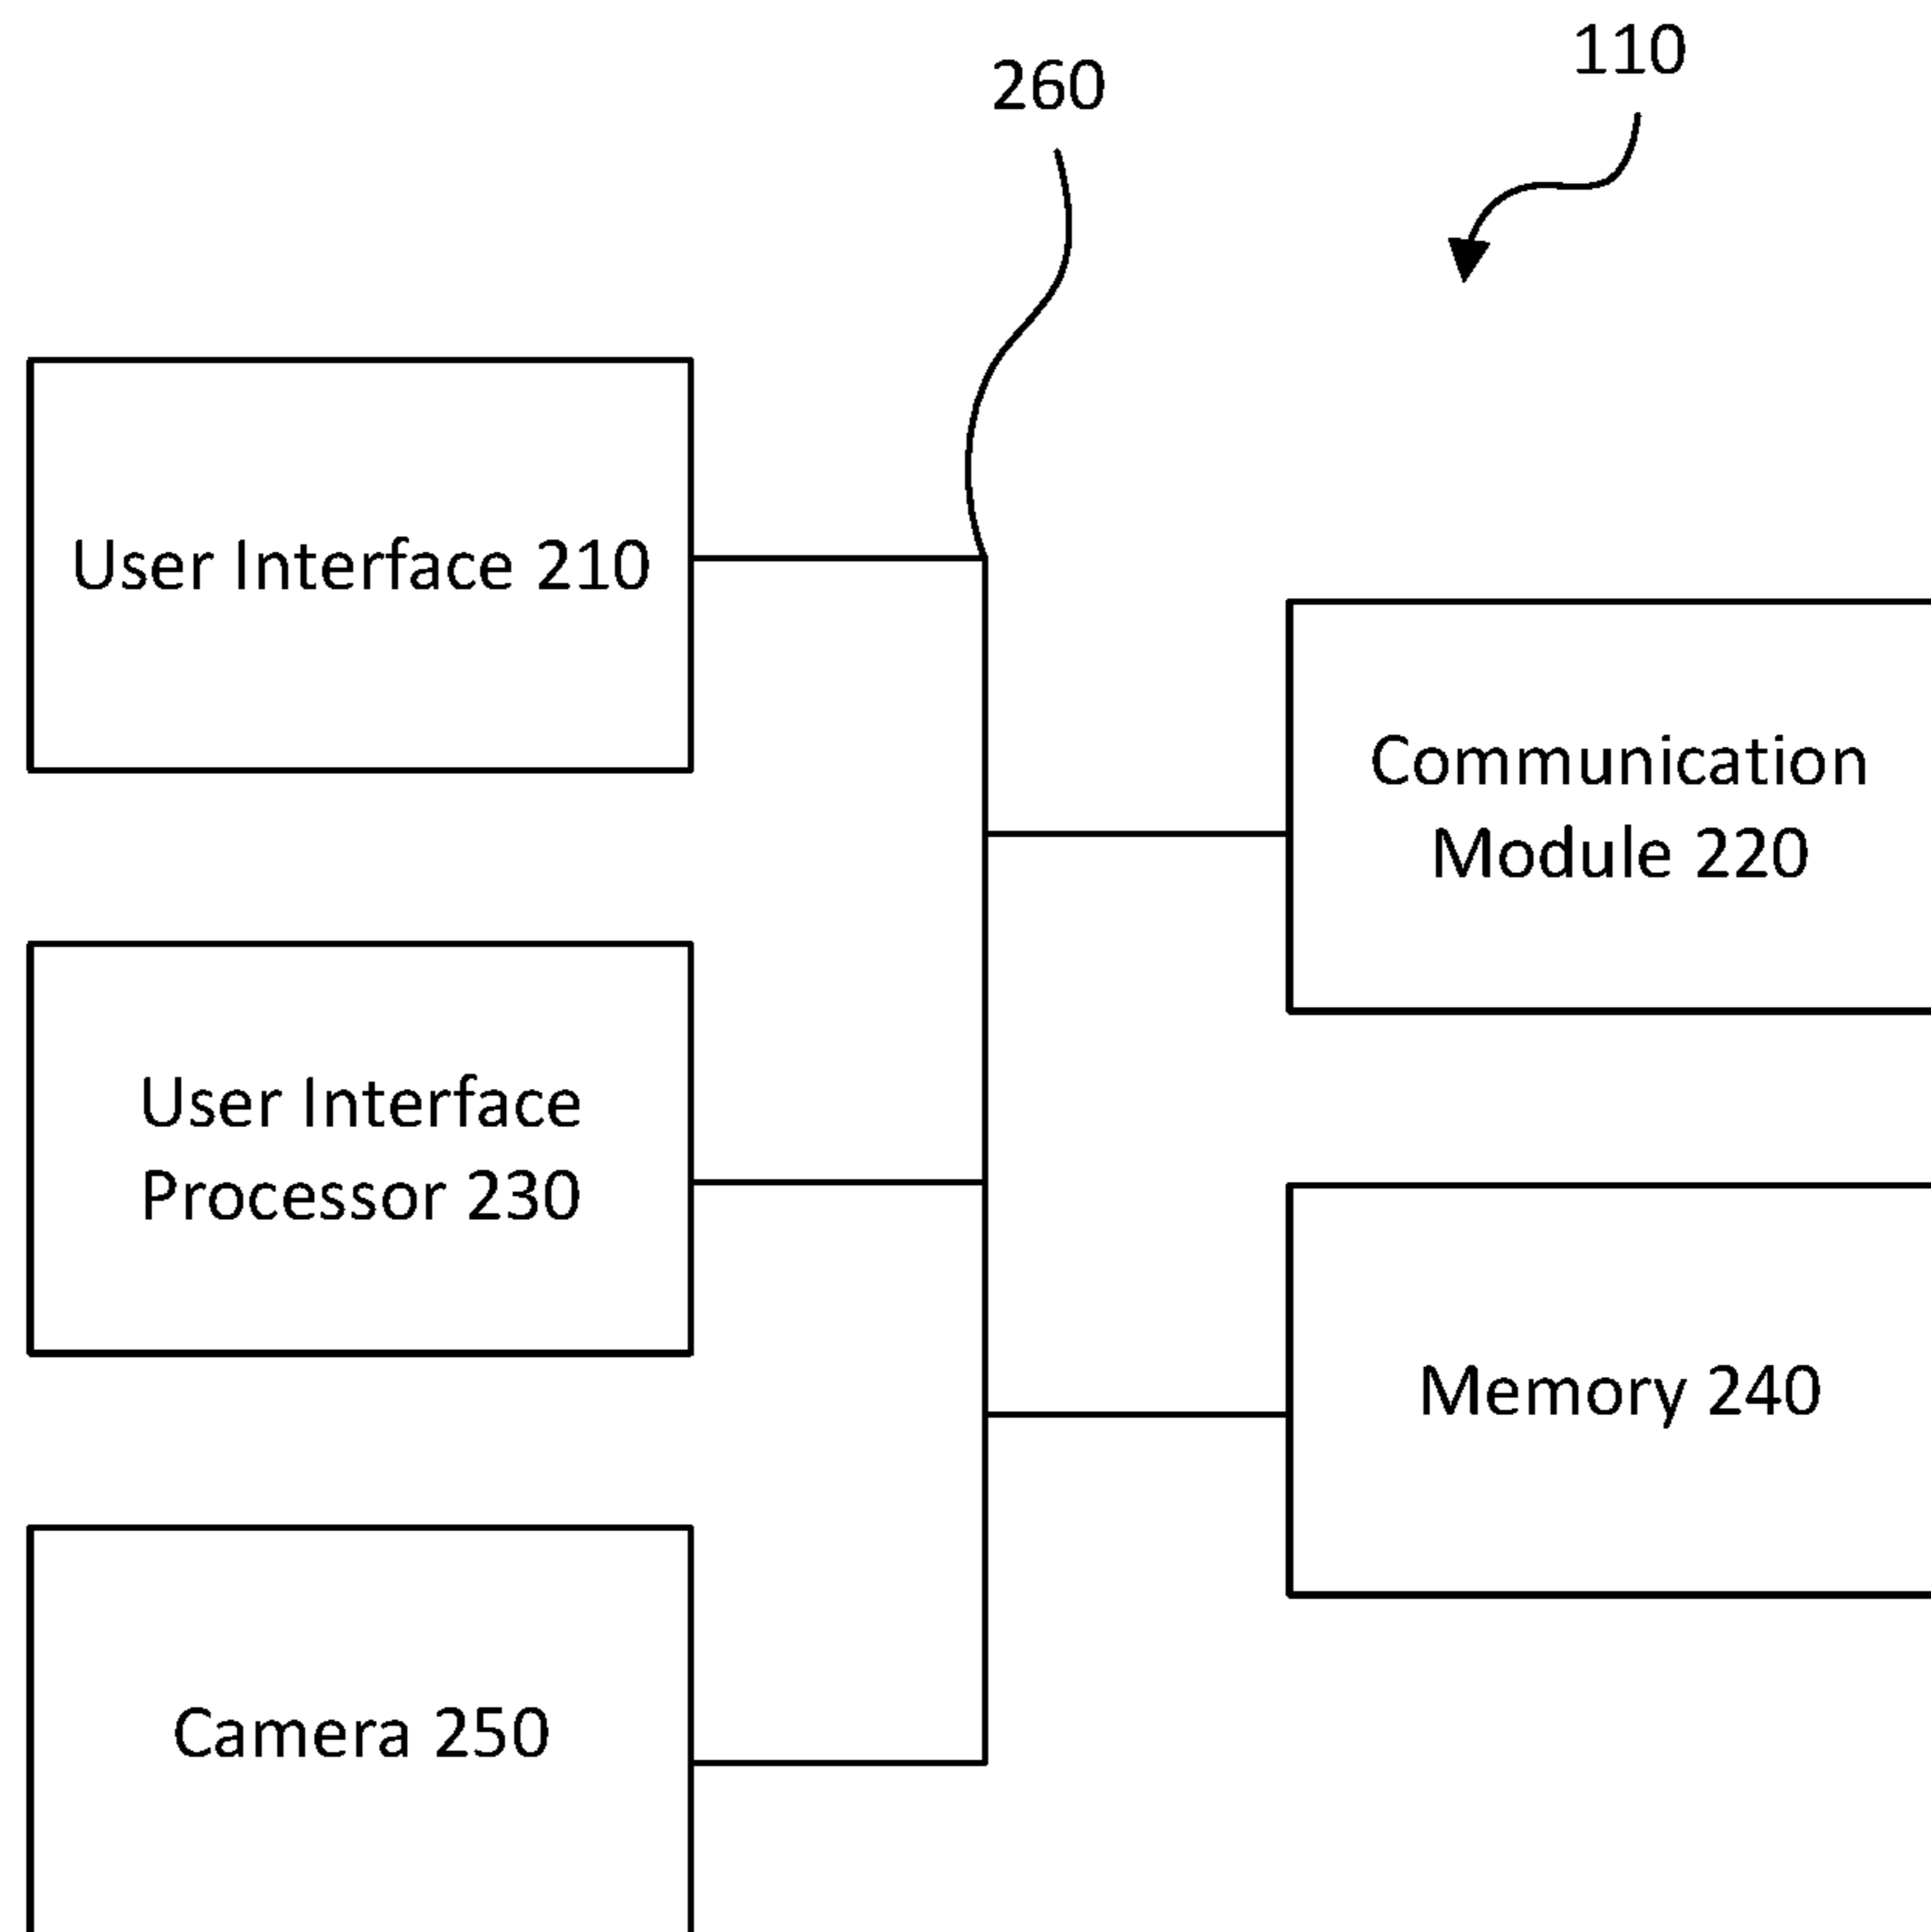 110
260
User Interface 210
Communication
Module 220
User Interface
Processor 230
Memory 240
Camera 250